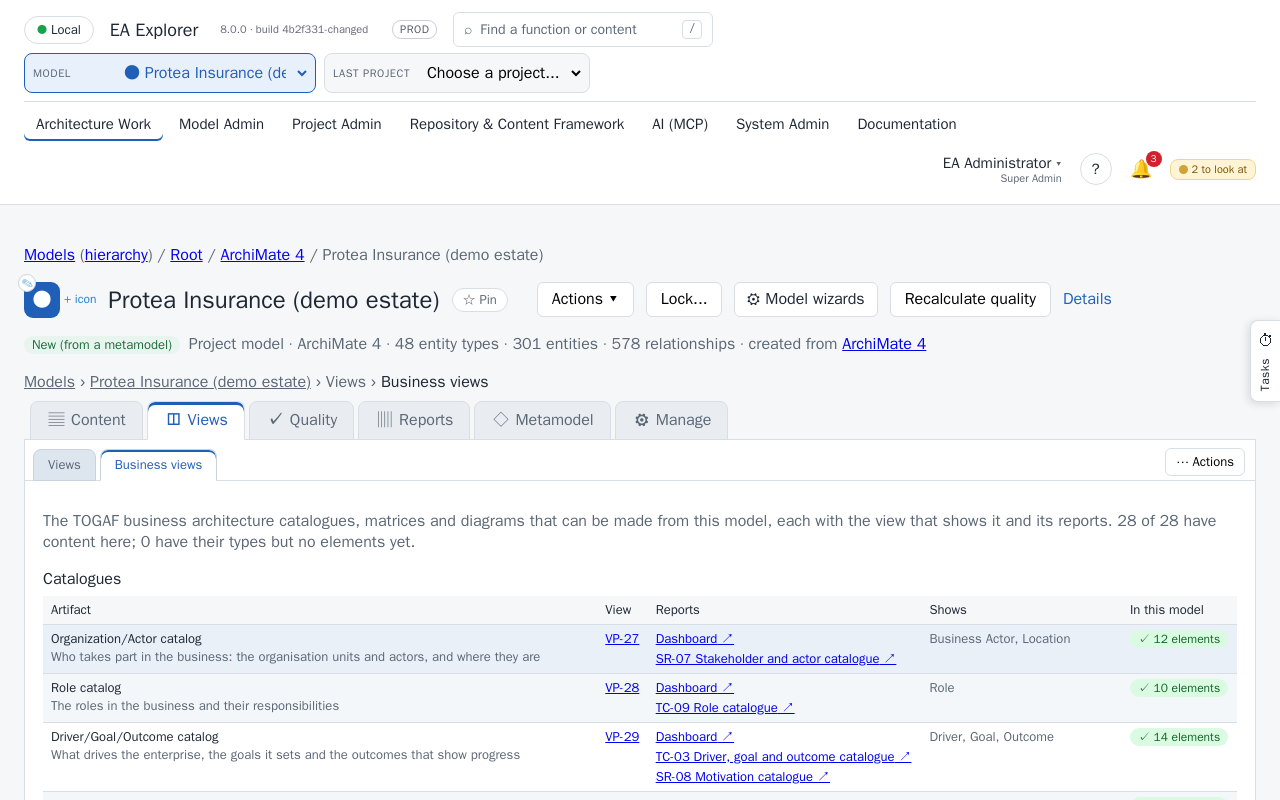 Local
EA Explorer
8.0.0 · build 4b2f331-changed
PROD
Find a function or content
/
MODEL
Protea Insurance (de
LAST PROJECT
Choose a project...
Architecture Work
Model Admin
Project Admin
Repository & Content Framework
AI (MCP)
System Admin
Documentation
EA Administrator
Super Admin
?
3
2 to look at
Models (hierarchy) / Root / ArchiMate 4 / Protea Insurance (demo estate)
+ icon
Protea Insurance (demo estate)
☆ Pin
Actions ▾
Lock...
⚙ Model wizards
Recalculate quality
Details
New (from a metamodel)
Project model · ArchiMate 4 · 48 entity types · 301 entities · 578 relationships · created from ArchiMate 4
Tasks
Models › Protea Insurance (demo estate) › Views › Business views
Content
Views
✓ Quality
Reports
Metamodel
Manage
Views
Business views
··· Actions
The TOGAF business architecture catalogues, matrices and diagrams that can be made from this model, each with the view that shows it and its reports. 28 of 28 have
content here; 0 have their types but no elements yet.
Catalogues
Artifact View Reports Shows In this model
Organization/Actor catalog VP-27 Dashboard ↗ Business Actor, Location ✓ 12 elements
Who takes part in the business: the organisation units and actors, and where they are
SR-07 Stakeholder and actor catalogue ↗
Role catalog VP-28 Dashboard ↗ Role ✓ 10 elements
The roles in the business and their responsibilities
TC-09 Role catalogue ↗
Driver/Goal/Outcome catalog VP-29 Dashboard ↗ Driver, Goal, Outcome ✓ 14 elements
What drives the enterprise, the goals it sets and the outcomes that show progress
TC-03 Driver, goal and outcome catalogue ↗
SR-08 Motivation catalogue ↗